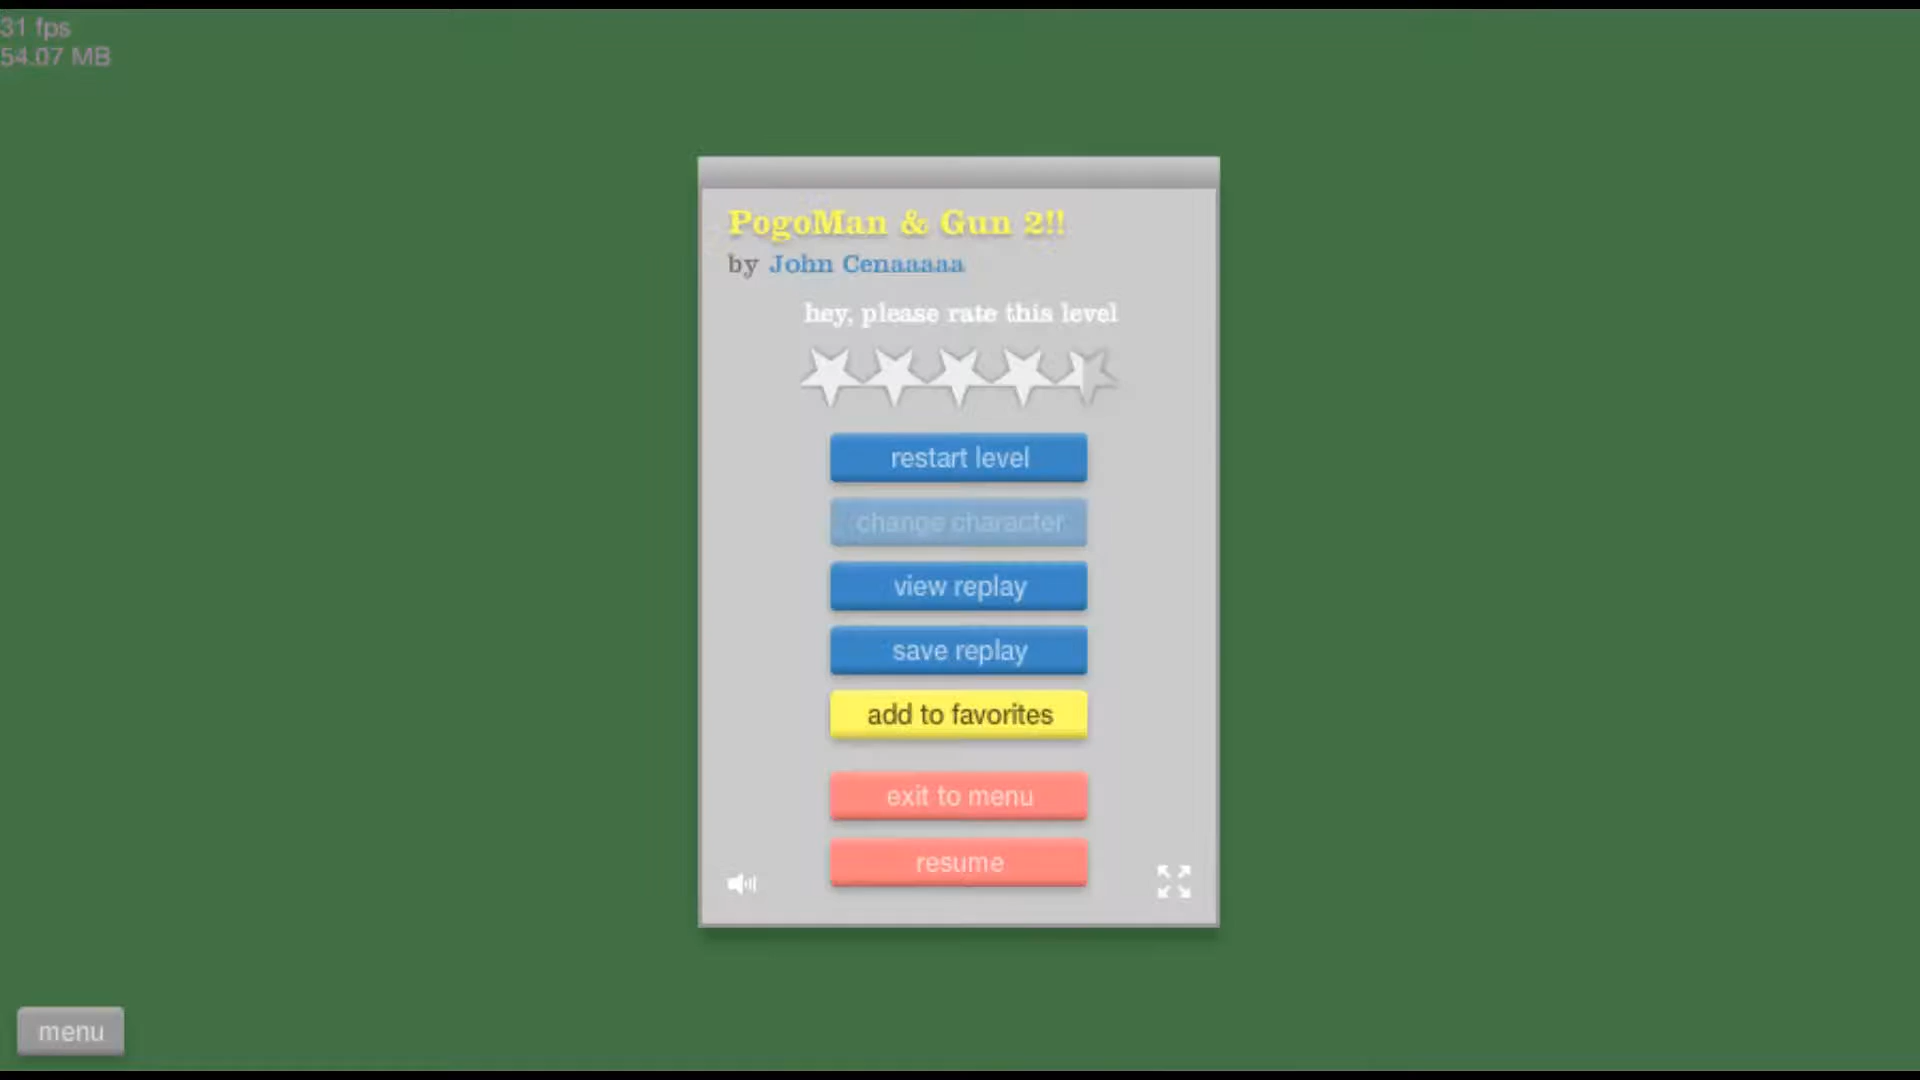 31 fps
54.07 MB
PogoMan & Gun 2!!
by John Cenaaaaa
hey, please rate this level
restart level
change character
view replay
save replay
add to favorites
exit to menu
resume
menu